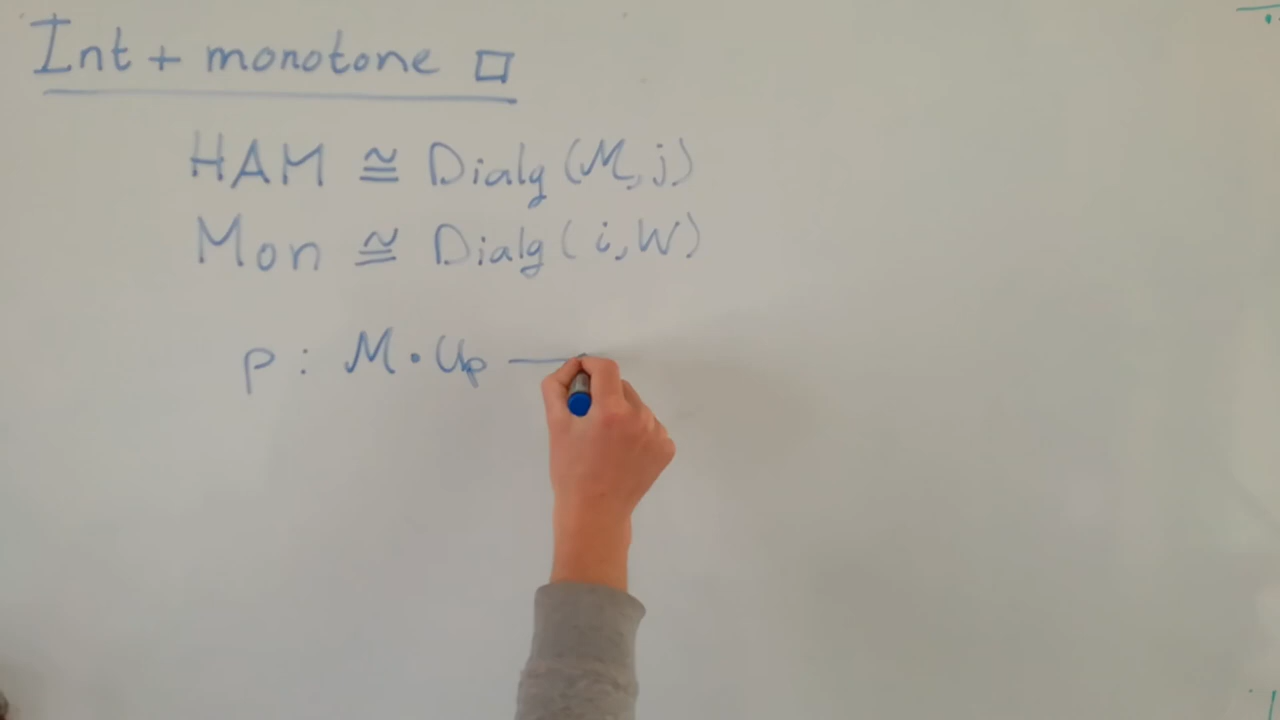 Int + monotone □
HAM ≅ Dialg (M, j)
Mon ≅ Dialg (i, W)
p : M · Up —